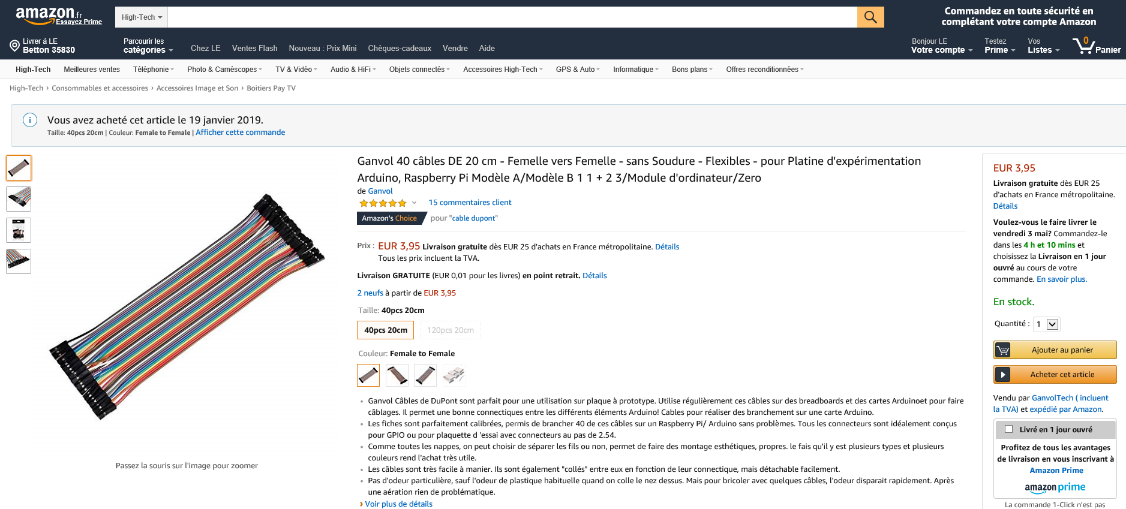 amazon.fr
Essayez Prime
High-Tech
Commandez en toute sécurité en
complétant votre compte Amazon
Livrer à LE
Betton 35830
Parcourir les
catégories
Chez LE Ventes Flash Nouveau : Prix Mini Chèques-cadeaux Vendre Aide
Bonjour LE
Votre compte
Testez
Prime
Vos
Listes
0
Panier
High-Tech Meilleures ventes Téléphonie Photo & Caméscopes TV & Vidéo Audio & HiFi Objets connectés Accessoires High-Tech GPS & Auto Informatique Bons plans Offres reconditionnées
High-Tech › Consommables et accessoires › Accessoires Image et Son › Boitiers Pay TV
Vous avez acheté cet article le 19 janvier 2019.
Taille: 40pcs 20cm | Couleur: Female to Female | Afficher cette commande
Passez la souris sur l'image pour zoomer
Ganvol 40 câbles DE 20 cm - Femelle vers Femelle - sans Soudure - Flexibles - pour Platine d'expérimentation
Arduino, Raspberry Pi Modèle A/Modèle B 1 1 + 2 3/Module d'ordinateur/Zero
de Ganvol
15 commentaires client
Amazon's Choice pour "cable dupont"
Prix : EUR 3,95 Livraison gratuite dès EUR 25 d'achats en France métropolitaine. Détails
Tous les prix incluent la TVA.
Livraison GRATUITE (EUR 0,01 pour les livres) en point retrait. Détails
2 neufs à partir de EUR 3,95
Taille: 40pcs 20cm
40pcs 20cm 120pcs 20cm
Couleur: Female to Female
Ganvol Câbles de DuPont sont parfait pour une utilisation sur plaque à prototype. Utilise régulièrement ces câbles sur des breadboards et des cartes Arduinoet pour faire
câblages. Il permet une bonne connectiques entre les différents éléments Arduino! Cables pour réaliser des branchement sur une carte Arduino.
Les fiches sont parfaitement calibrées, permis de brancher 40 de ces câbles sur un Raspberry Pi/ Arduino sans problèmes. Tous les connecteurs sont idéalement conçus
pour GPIO ou pour plaquette d 'essai avec connecteurs au pas de 2.54.
Comme toutes les nappes, on peut choisir de séparer les fils ou non, permet de faire des montage esthétiques, propres. le fais qu'il y est plusieurs types et plusieurs
couleurs rend l'achat très utile.
Les câbles sont très facile à manier. Ils sont également "collés" entre eux en fonction de leur connectique, mais détachable facilement.
Pas d'odeur particulière, sauf l'odeur de plastique habituelle quand on colle le nez dessus. Mais pour bricoler avec quelques câbles, l'odeur disparait rapidement. Après
une aération rien de problématique.
› Voir plus de détails
EUR 3,95
Livraison gratuite dès EUR 25
d'achats en France métropolitaine.
Détails
Voulez-vous le faire livrer le
vendredi 3 mai? Commandez-le
dans les 4 h et 10 mins et
choisissez la Livraison en 1 jour
ouvré au cours de votre
commande. En savoir plus.
En stock.
Quantité : 1
Ajouter au panier
Acheter cet article
Vendu par GanvolTech ( incluent
la TVA) et expédié par Amazon.
Livré en 1 jour ouvré
Profitez de tous les avantages
de livraison en vous inscrivant à
Amazon Prime
amazon prime
La commande 1-Click n'est pas